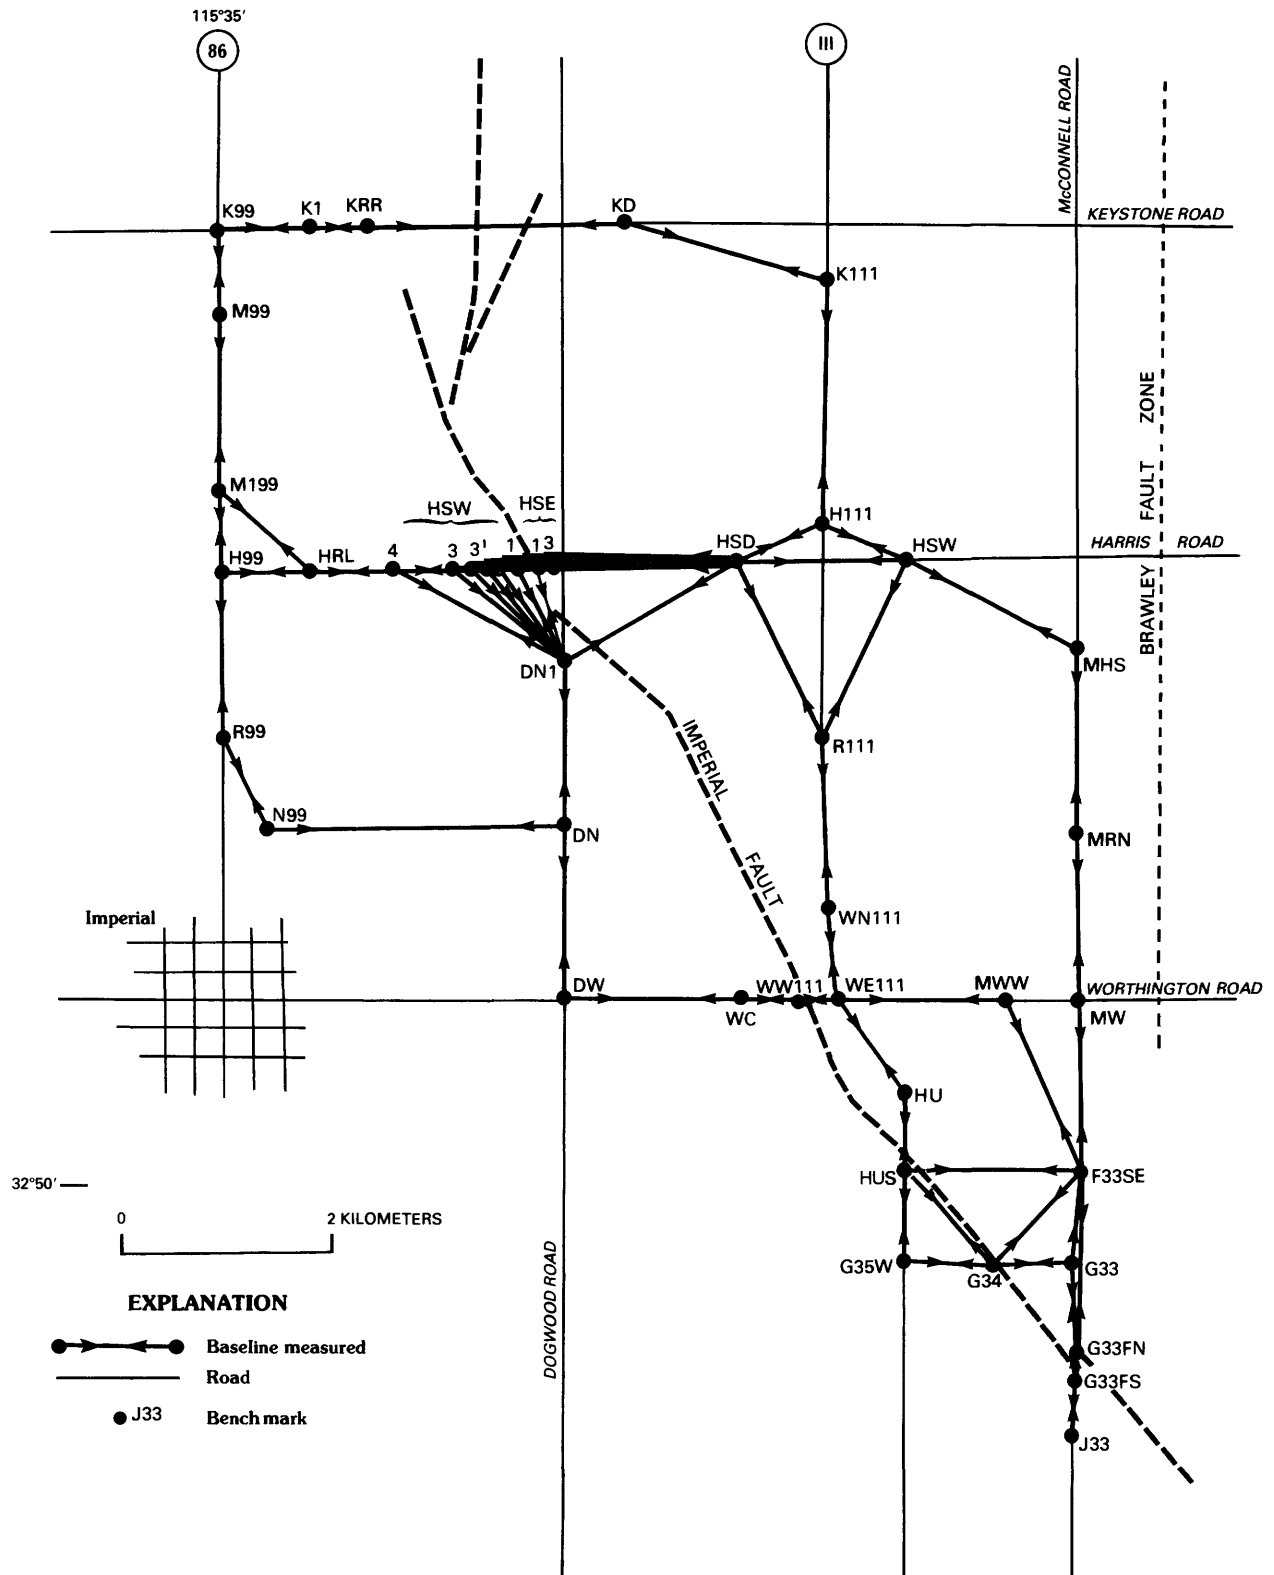 115°35'
86
111
McCONNELL ROAD
K99
K1
KRR
KD
KEYSTONE ROAD
K111
M99
BRAWLEY FAULT ZONE
M199
HSW
HSE
H111
H99
HRL
4
3
3'
1
1
3
HSD
HSW
HARRIS ROAD
DN1
MHS
R99
IMPERIAL FAULT
R111
N99
DN
MRN
Imperial
WN111
DW
WC
WW111
WE111
MWW
WORTHINGTON ROAD
MW
HU
32°50'
HUS
F33SE
0
2 KILOMETERS
G35W
G34
G33
DOGWOOD ROAD
EXPLANATION
Baseline measured
Road
J33
Bench mark
G33FN
G33FS
J33